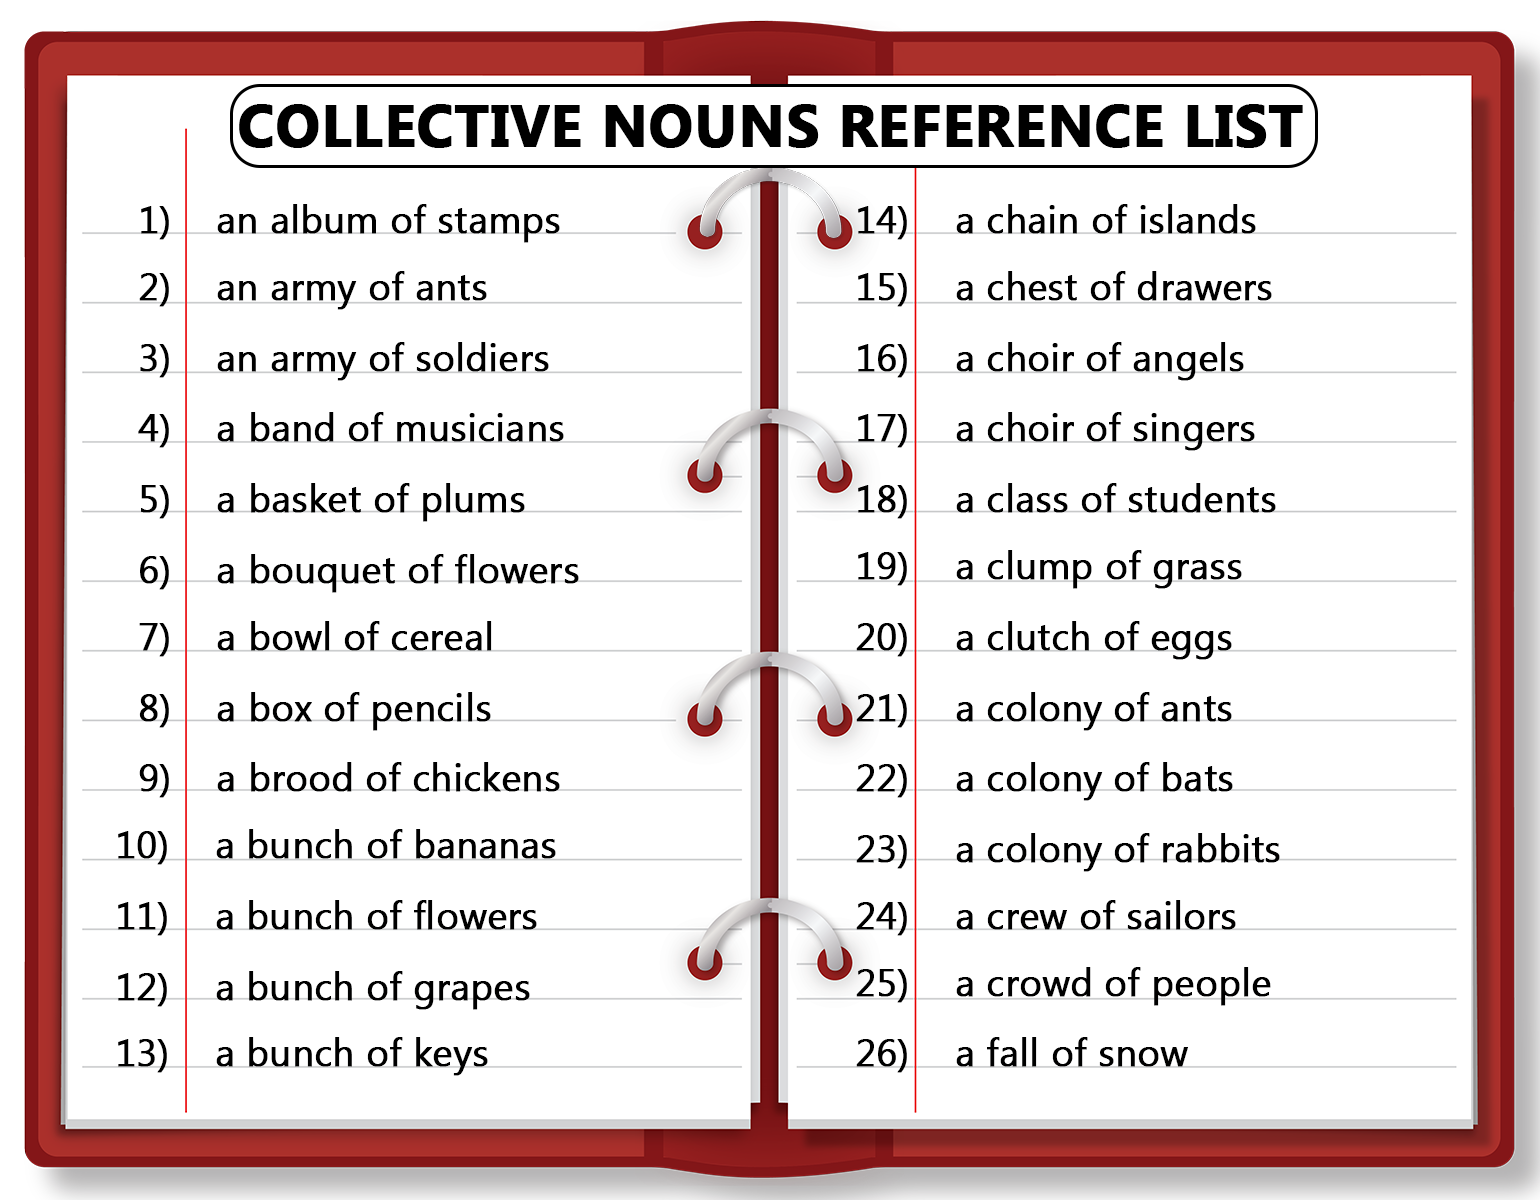 COLLECTIVE NOUNS REFERENCE LIST
1) an album of stamps
2) an army of ants
3) an army of soldiers
4) a band of musicians
5) a basket of plums
6) a bouquet of flowers
7) a bowl of cereal
8) a box of pencils
9) a brood of chickens
10) a bunch of bananas
11) a bunch of flowers
12) a bunch of grapes
13) a bunch of keys
14) a chain of islands
15) a chest of drawers
16) a choir of angels
17) a choir of singers
18) a class of students
19) a clump of grass
20) a clutch of eggs
21) a colony of ants
22) a colony of bats
23) a colony of rabbits
24) a crew of sailors
25) a crowd of people
26) a fall of snow